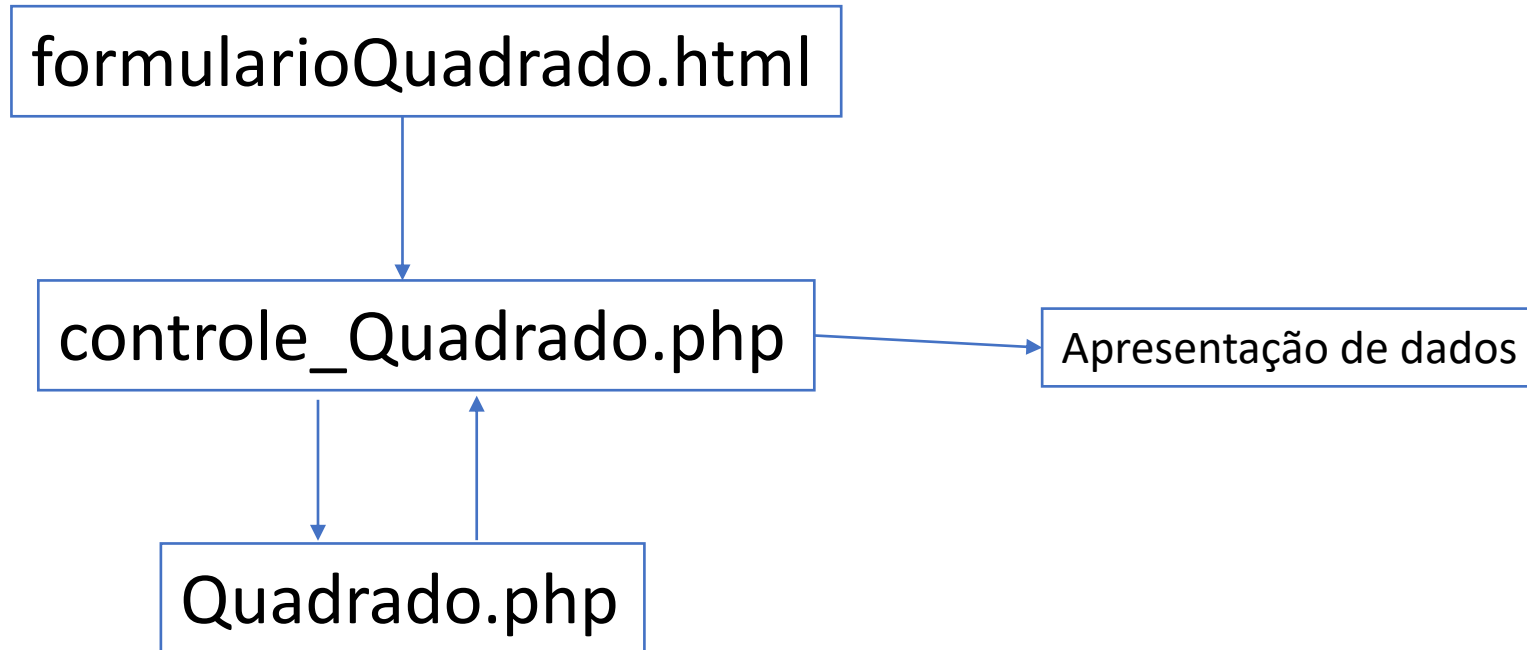 formularioQuadrado.html
controle_Quadrado.php
Apresentação de dados
Quadrado.php